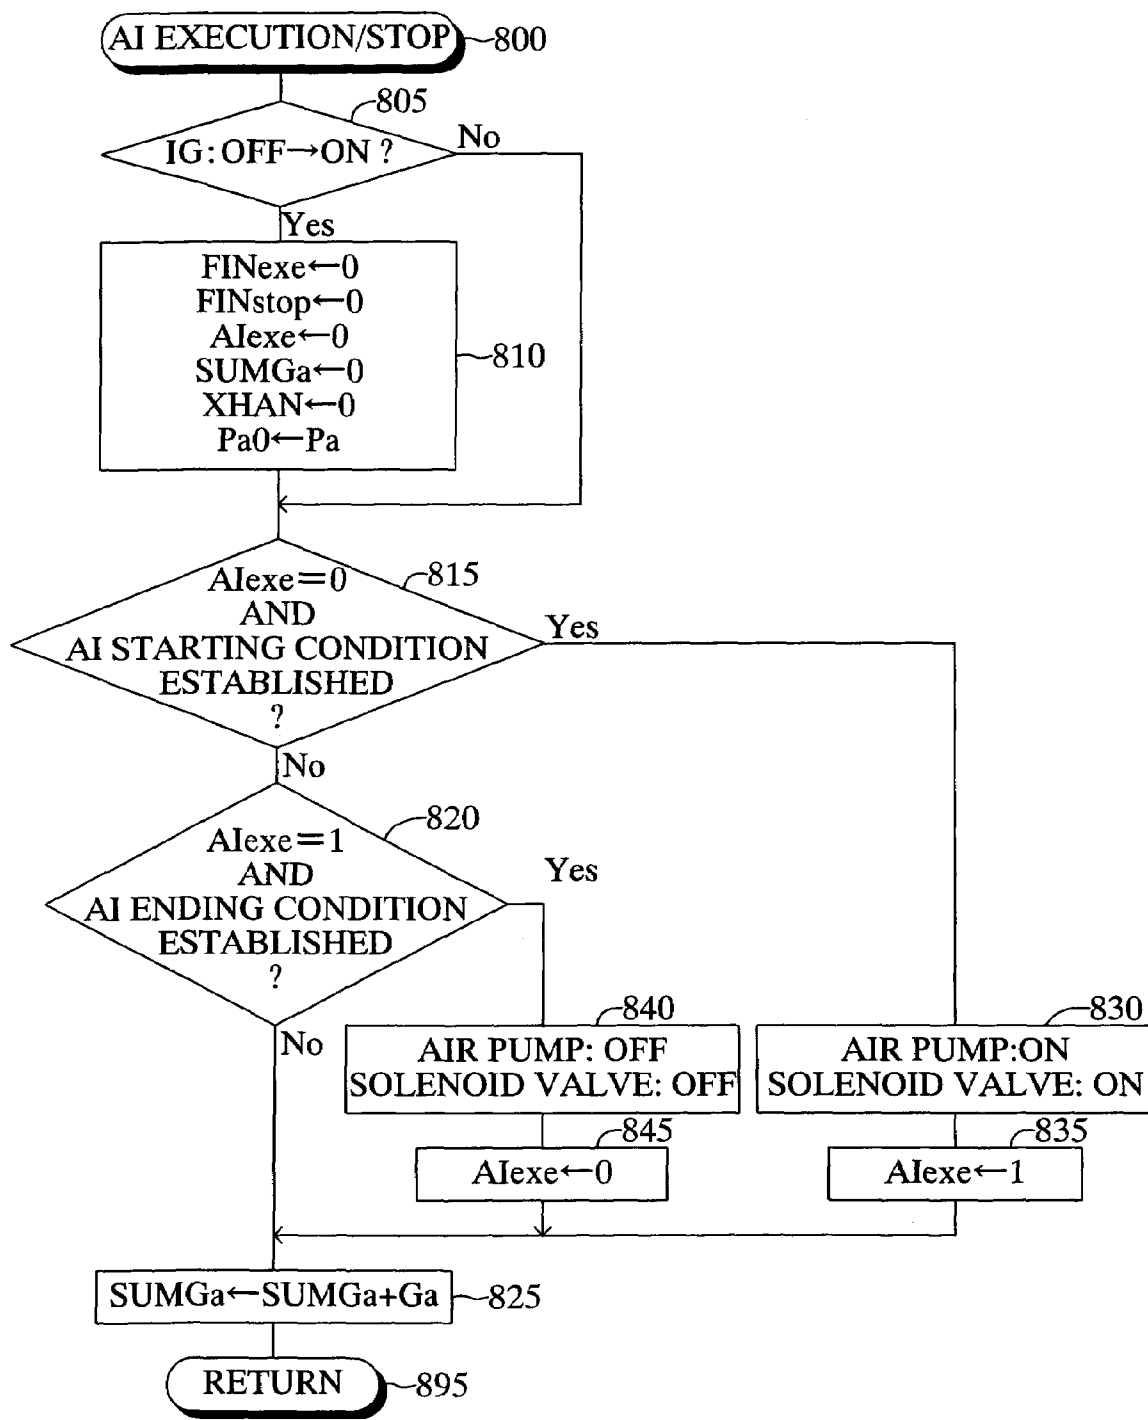 AI EXECUTION/STOP
800
805
IG:OFF→ON ?
No
Yes
FINexe←0
FINstop←0
AIexe←0
SUMGa←0
XHAN←0
Pa0←Pa
810
AIexe=0
AND
AI STARTING CONDITION
ESTABLISHED
?
815
Yes
No
AIexe=1
AND
AI ENDING CONDITION
ESTABLISHED
?
820
Yes
No
840
AIR PUMP: OFF
SOLENOID VALVE: OFF
830
AIR PUMP:ON
SOLENOID VALVE: ON
845
AIexe←0
835
AIexe←1
SUMGa←SUMGa+Ga
825
RETURN
895